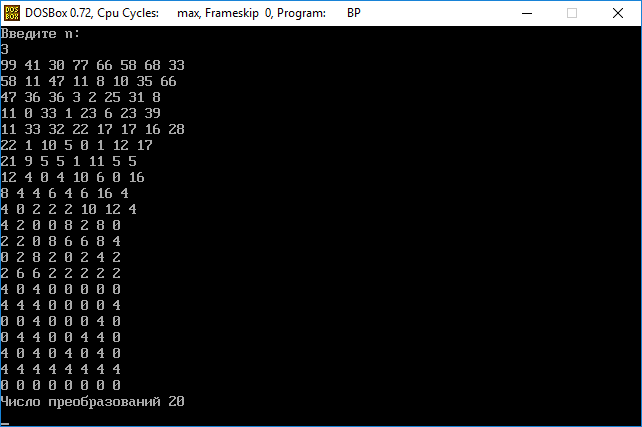 DOS
BOX
DOSBox 0.72, Cpu Cycles: max, Frameskip 0, Program: BP
Введите n:
3
99 41 30 77 66 58 68 33
58 11 47 11 8 10 35 66
47 36 36 3 2 25 31 8
11 0 33 1 23 6 23 39
11 33 32 22 17 17 16 28
22 1 10 5 0 1 12 17
21 9 5 5 1 11 5 5
12 4 0 4 10 6 0 16
8 4 4 6 4 6 16 4
4 0 2 2 2 10 12 4
4 2 0 0 8 2 8 0
2 2 0 8 6 6 8 4
0 2 8 2 0 2 4 2
2 6 6 2 2 2 2 2
4 0 4 0 0 0 0 0
4 4 4 0 0 0 0 4
0 0 4 0 0 0 4 0
0 4 4 0 0 4 4 0
4 0 4 0 4 0 4 0
4 4 4 4 4 4 4 4
0 0 0 0 0 0 0 0
Число преобразований 20
_